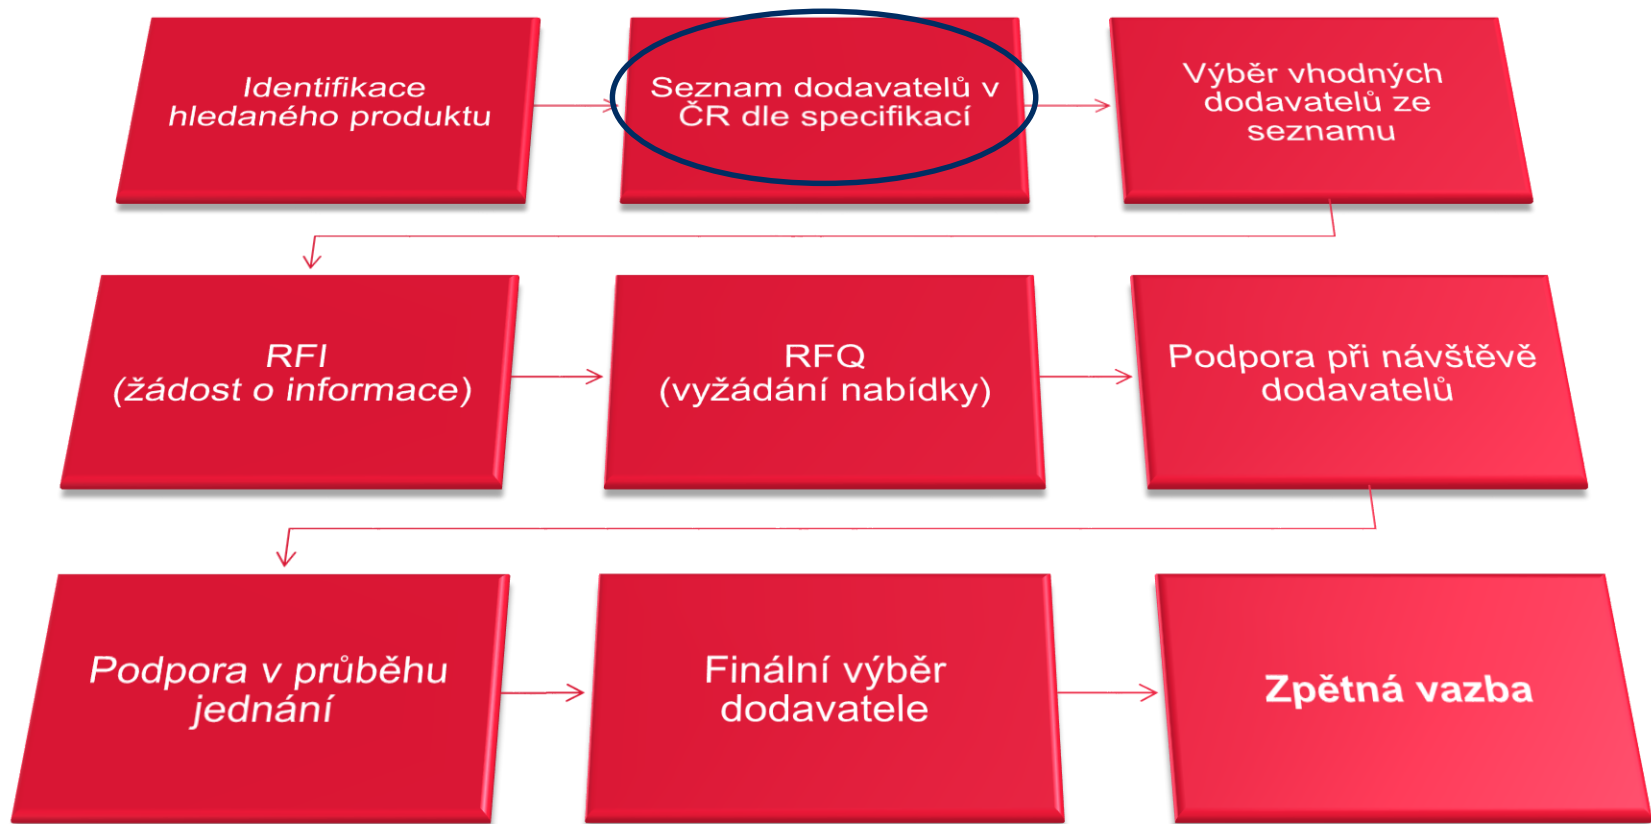 Identifikace
hledaného produktu
Seznam dodavatelů v
ČR dle specifikací
Výběr vhodných
dodavatelů ze
seznamu
RFI
(žádost o informace)
RFQ
(vyžádání nabídky)
Podpora při návštěvě
dodavatelů
Podpora v průběhu
jednání
Finální výběr
dodavatele
Zpětná vazba